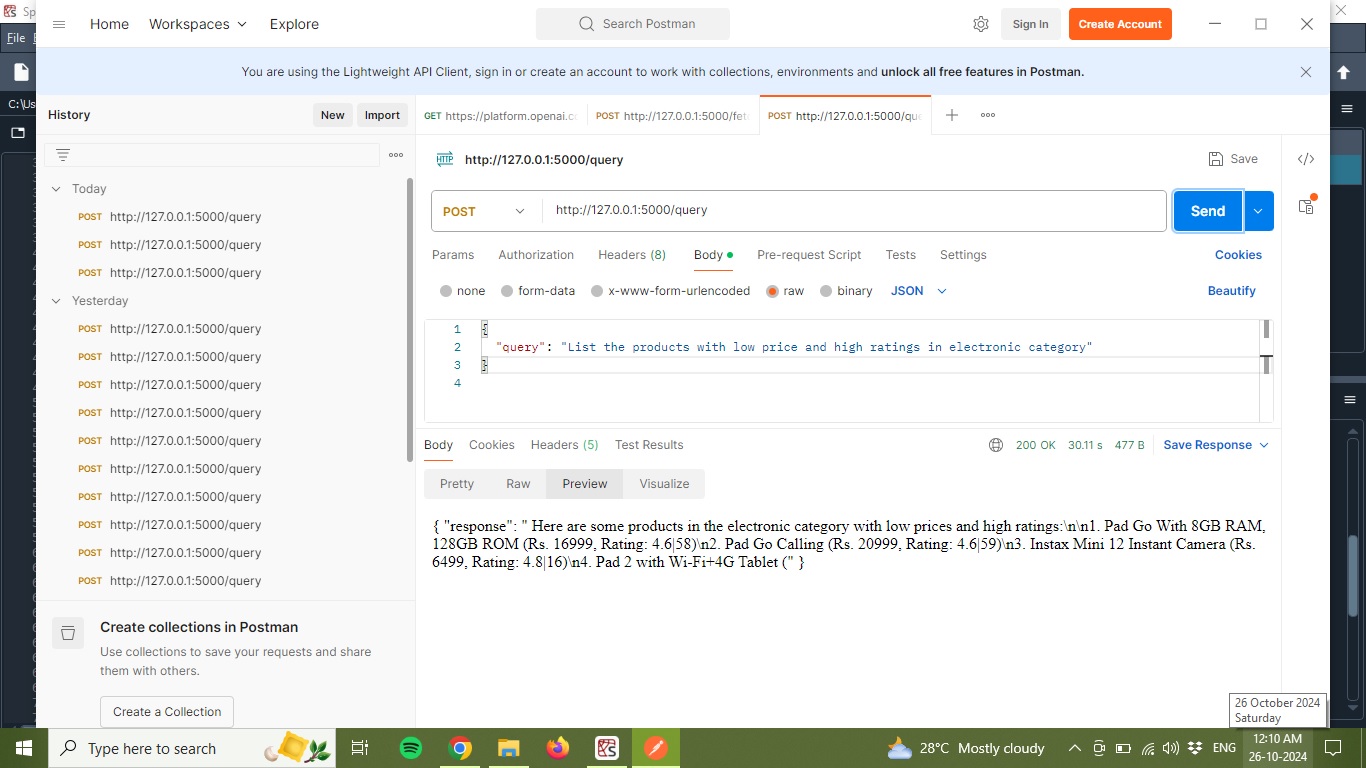 Sp
File
C:\Us
Home Workspaces Explore
Search Postman
Sign In Create Account
You are using the Lightweight API Client, sign in or create an account to work with collections, environments and unlock all free features in Postman.
History New Import
GET https://platform.openai.c
POST http://127.0.0.1:5000/fet
POST http://127.0.0.1:5000/qu
HTTP http://127.0.0.1:5000/query Save
POST http://127.0.0.1:5000/query Send
Params Authorization Headers (8) Body Pre-request Script Tests Settings Cookies
none form-data x-www-form-urlencoded raw binary JSON Beautify
1 {
2 "query": "List the products with low price and high ratings in electronic category"
3 }
4
Today
POST http://127.0.0.1:5000/query
POST http://127.0.0.1:5000/query
POST http://127.0.0.1:5000/query
Yesterday
POST http://127.0.0.1:5000/query
POST http://127.0.0.1:5000/query
POST http://127.0.0.1:5000/query
POST http://127.0.0.1:5000/query
POST http://127.0.0.1:5000/query
POST http://127.0.0.1:5000/query
POST http://127.0.0.1:5000/query
POST http://127.0.0.1:5000/query
POST http://127.0.0.1:5000/query
POST http://127.0.0.1:5000/query
Create collections in Postman
Use collections to save your requests and share
them with others.
Create a Collection
Body Cookies Headers (5) Test Results 200 OK 30.11 s 477 B Save Response
Pretty Raw Preview Visualize
{ "response": " Here are some products in the electronic category with low prices and high ratings:\n\n1. Pad Go With 8GB RAM,
128GB ROM (Rs. 16999, Rating: 4.6|58)\n2. Pad Go Calling (Rs. 20999, Rating: 4.6|59)\n3. Instax Mini 12 Instant Camera (Rs.
6499, Rating: 4.8|16)\n4. Pad 2 with Wi-Fi+4G Tablet (" }
26 October 2024
Saturday
Type here to search
28°C Mostly cloudy
ENG
12:10 AM
26-10-2024